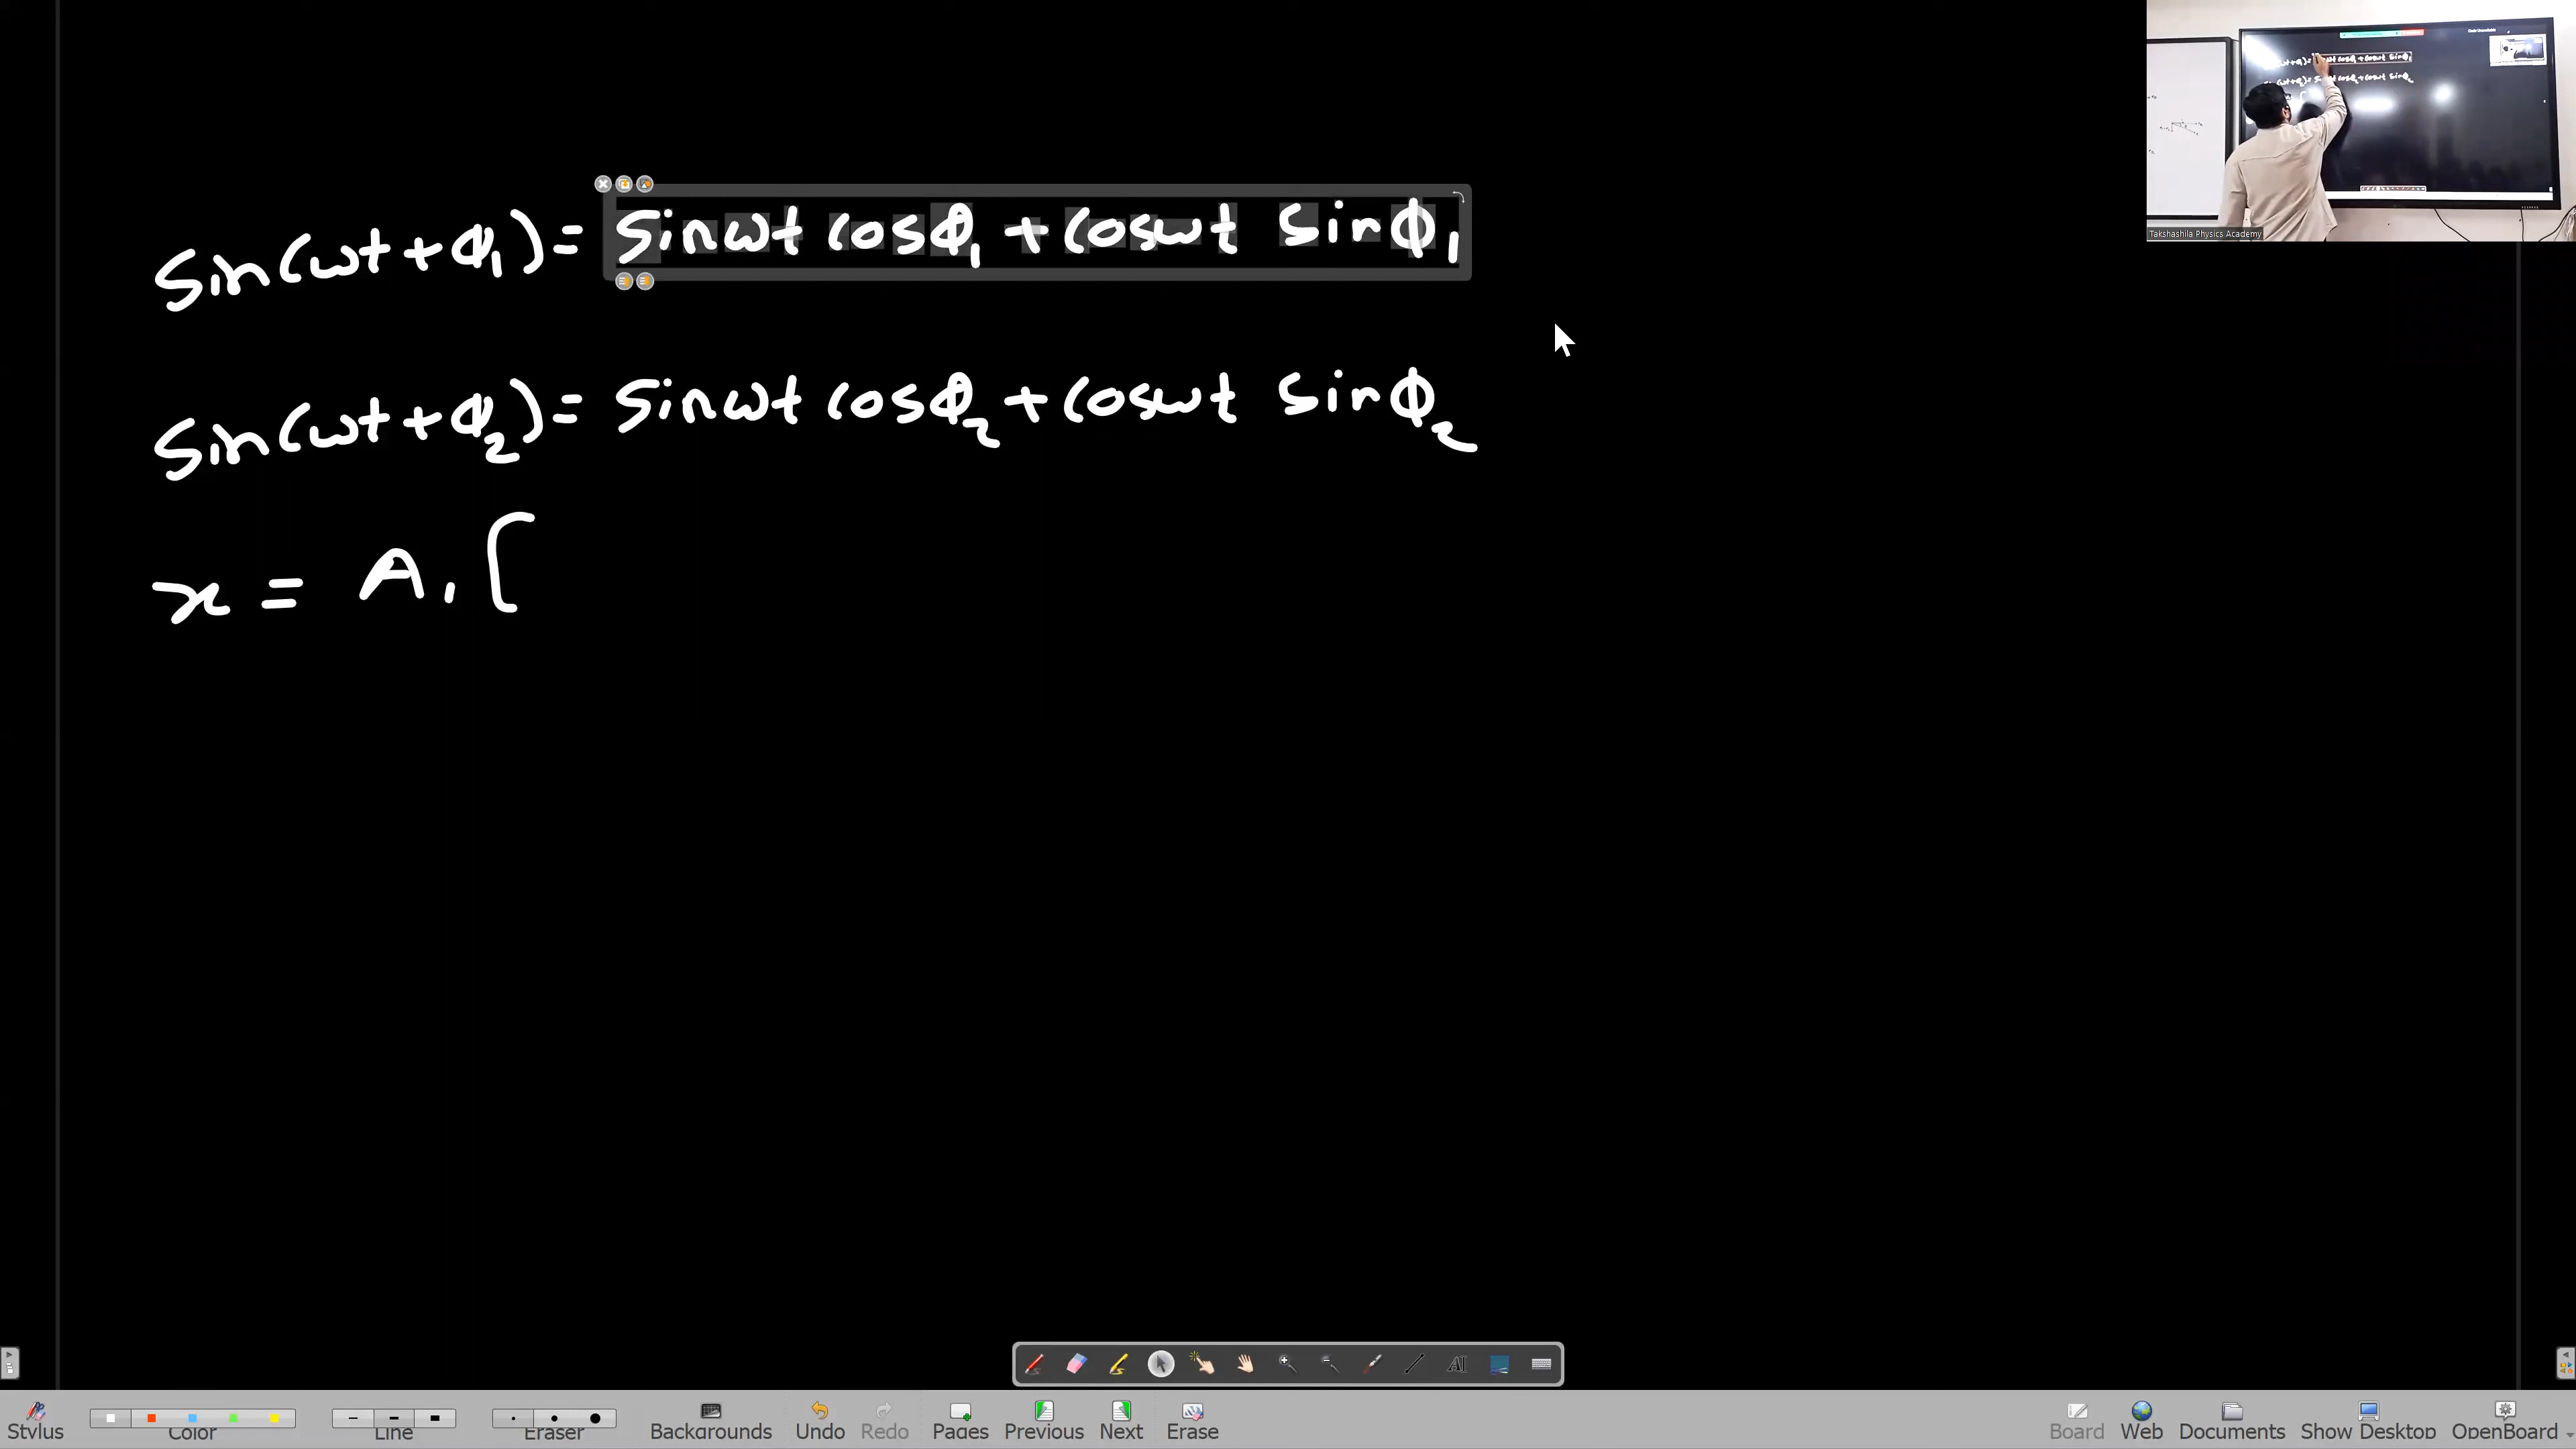 Sin(ωt+ϕ₁)= Sinωt cosϕ₁ + cosωt Sinϕ₁
Sin(ωt+ϕ₂)= Sinωt cosϕ₂ + cosωt Sinϕ₂
x = A₁ [
Takshashila Physics Academy
Stylus Color Line Eraser Backgrounds Undo Redo Pages Previous Next Erase Board Web Documents Show Desktop OpenBoard